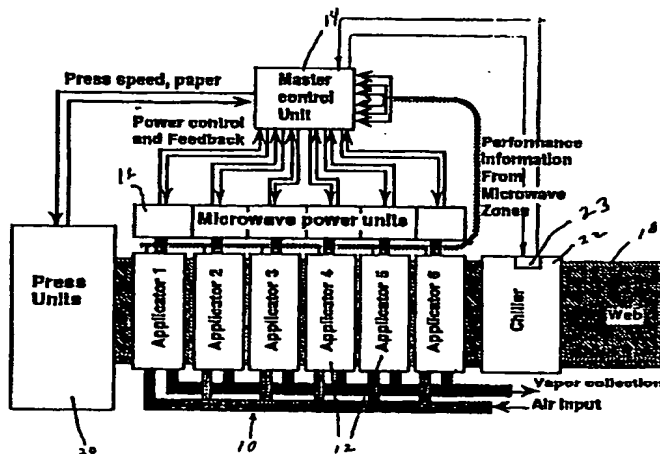 14
Press speed, paper
Master
control
Unit
Power control
and Feedback
Performance
Information
From
Microwave
Zones
Microwave power units
23
22
18
Press
Units
Applicator 1
Applicator 2
Applicator 3
Applicator 4
Applicator 5
Applicator 6
Chiller
Web
Vapor collection
Air Input
20
10
12